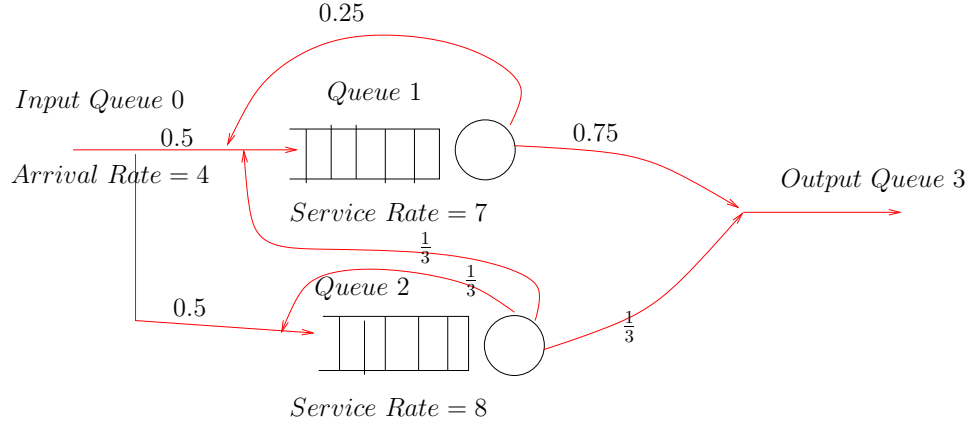 0.25
Queue 1
Input Queue 0
0.5
0.75
Arrival Rate = 4
Output Queue 3
Service Rate = 7
1/3
1/3
Queue 2
0.5
1/3
Service Rate = 8